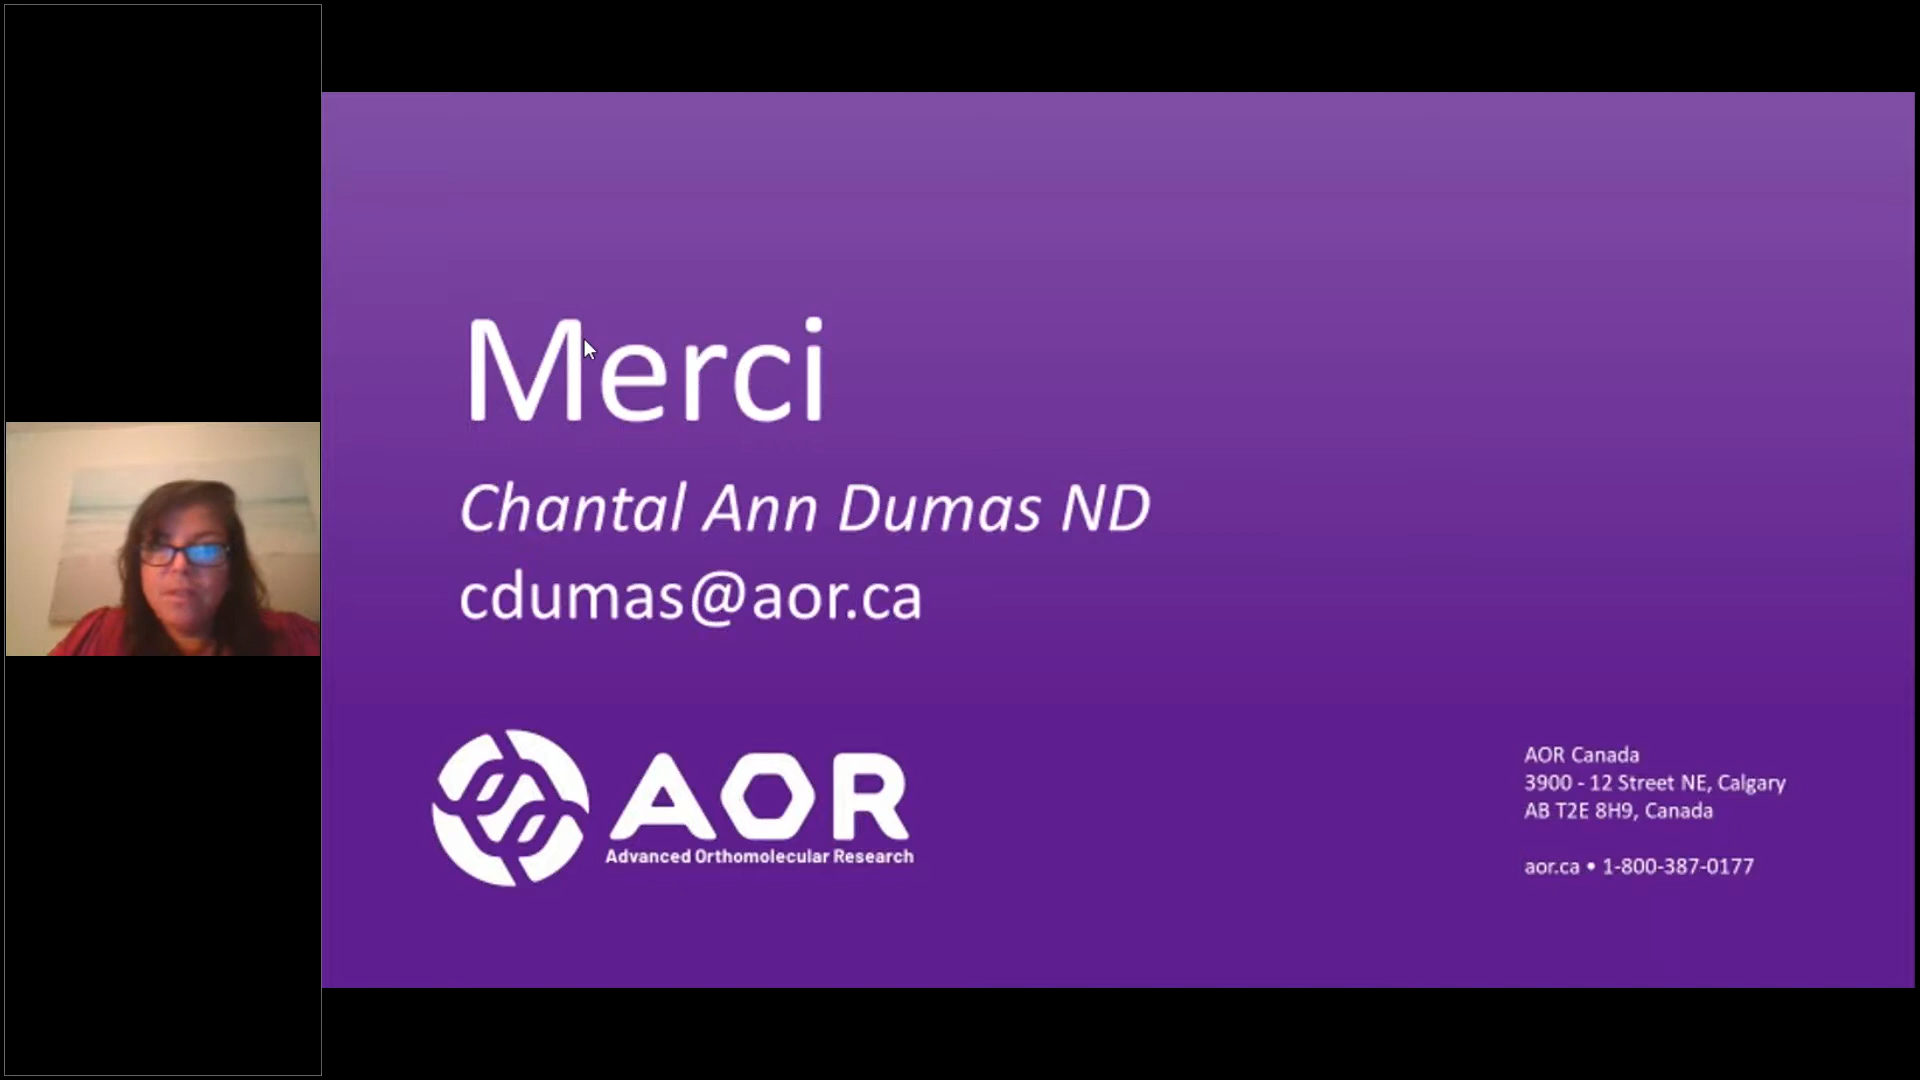 Merci
Chantal Ann Dumas ND
cdumas@aor.ca
AOR
Advanced Orthomolecular Research
AOR Canada
3900 - 12 Street NE, Calgary
AB T2E 8H9, Canada
aor.ca • 1-800-387-0177